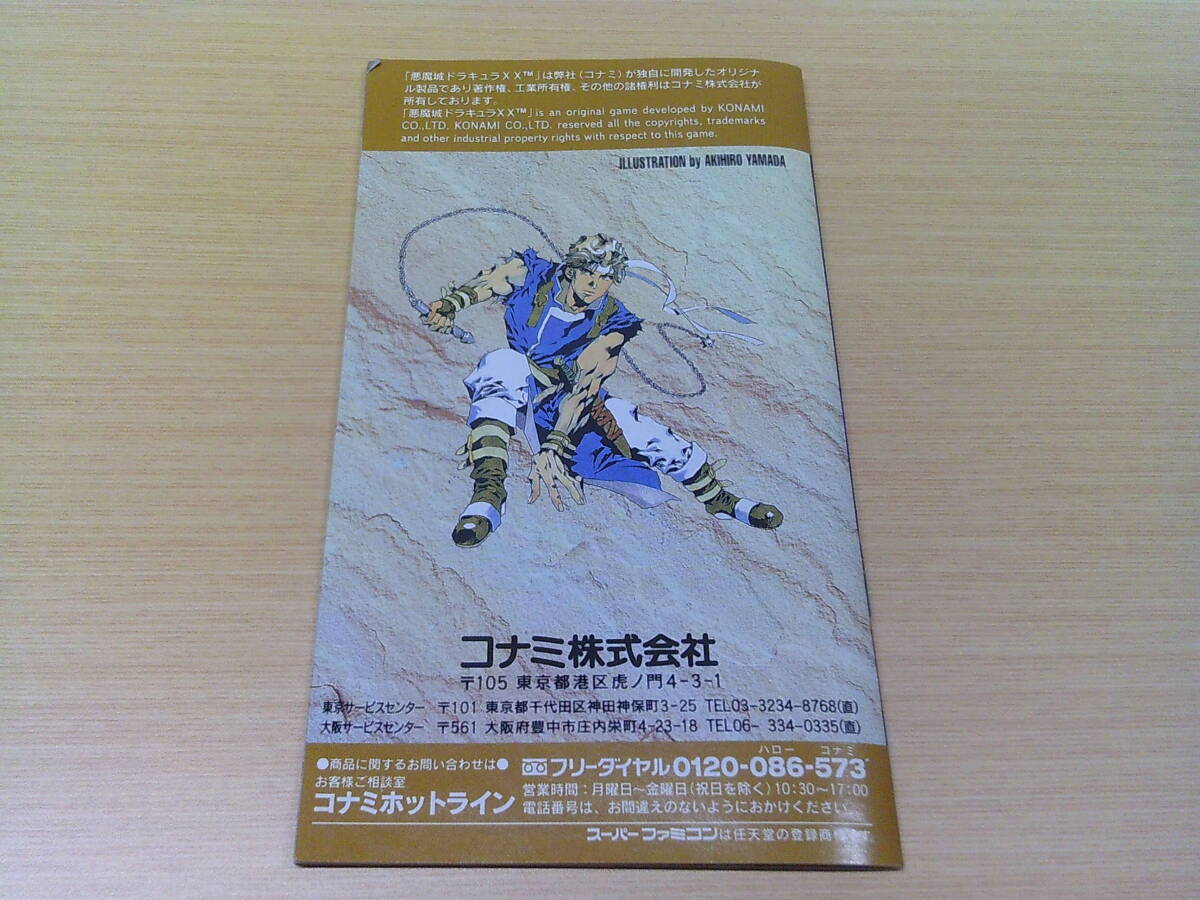 「悪魔城ドラキュラXX™」は弊社(コナミ)が独自に開発したオリジナ
ル製品であり著作権、工業所有権、その他の諸権利はコナミ株式会社が
所有しております。
「悪魔城ドラキュラXX™」is an original game developed by KONAMI
CO.,LTD. KONAMI CO.,LTD. reserved all the copyrights, trademarks
and other industrial property rights with respect to this game.
ILLUSTRATION by AKIHIRO YAMADA
コナミ株式会社
〒105 東京都港区虎ノ門4-3-1
東京サービスセンター 〒101 東京都千代田区神田神保町3-25 TEL03-3234-8768(直)
大阪サービスセンター 〒561 大阪府豊中市庄内栄町4-23-18 TEL06- 334-0335(直)
●商品に関するお問い合わせは●
お客様ご相談室
コナミホットライン
ハロー コナミ
フリーダイヤル0120-086-573
営業時間:月曜日~金曜日(祝日を除く)10:30~17:00
電話番号は、お間違えのないようにおかけください。
スーパーファミコンは任天堂の登録商標です